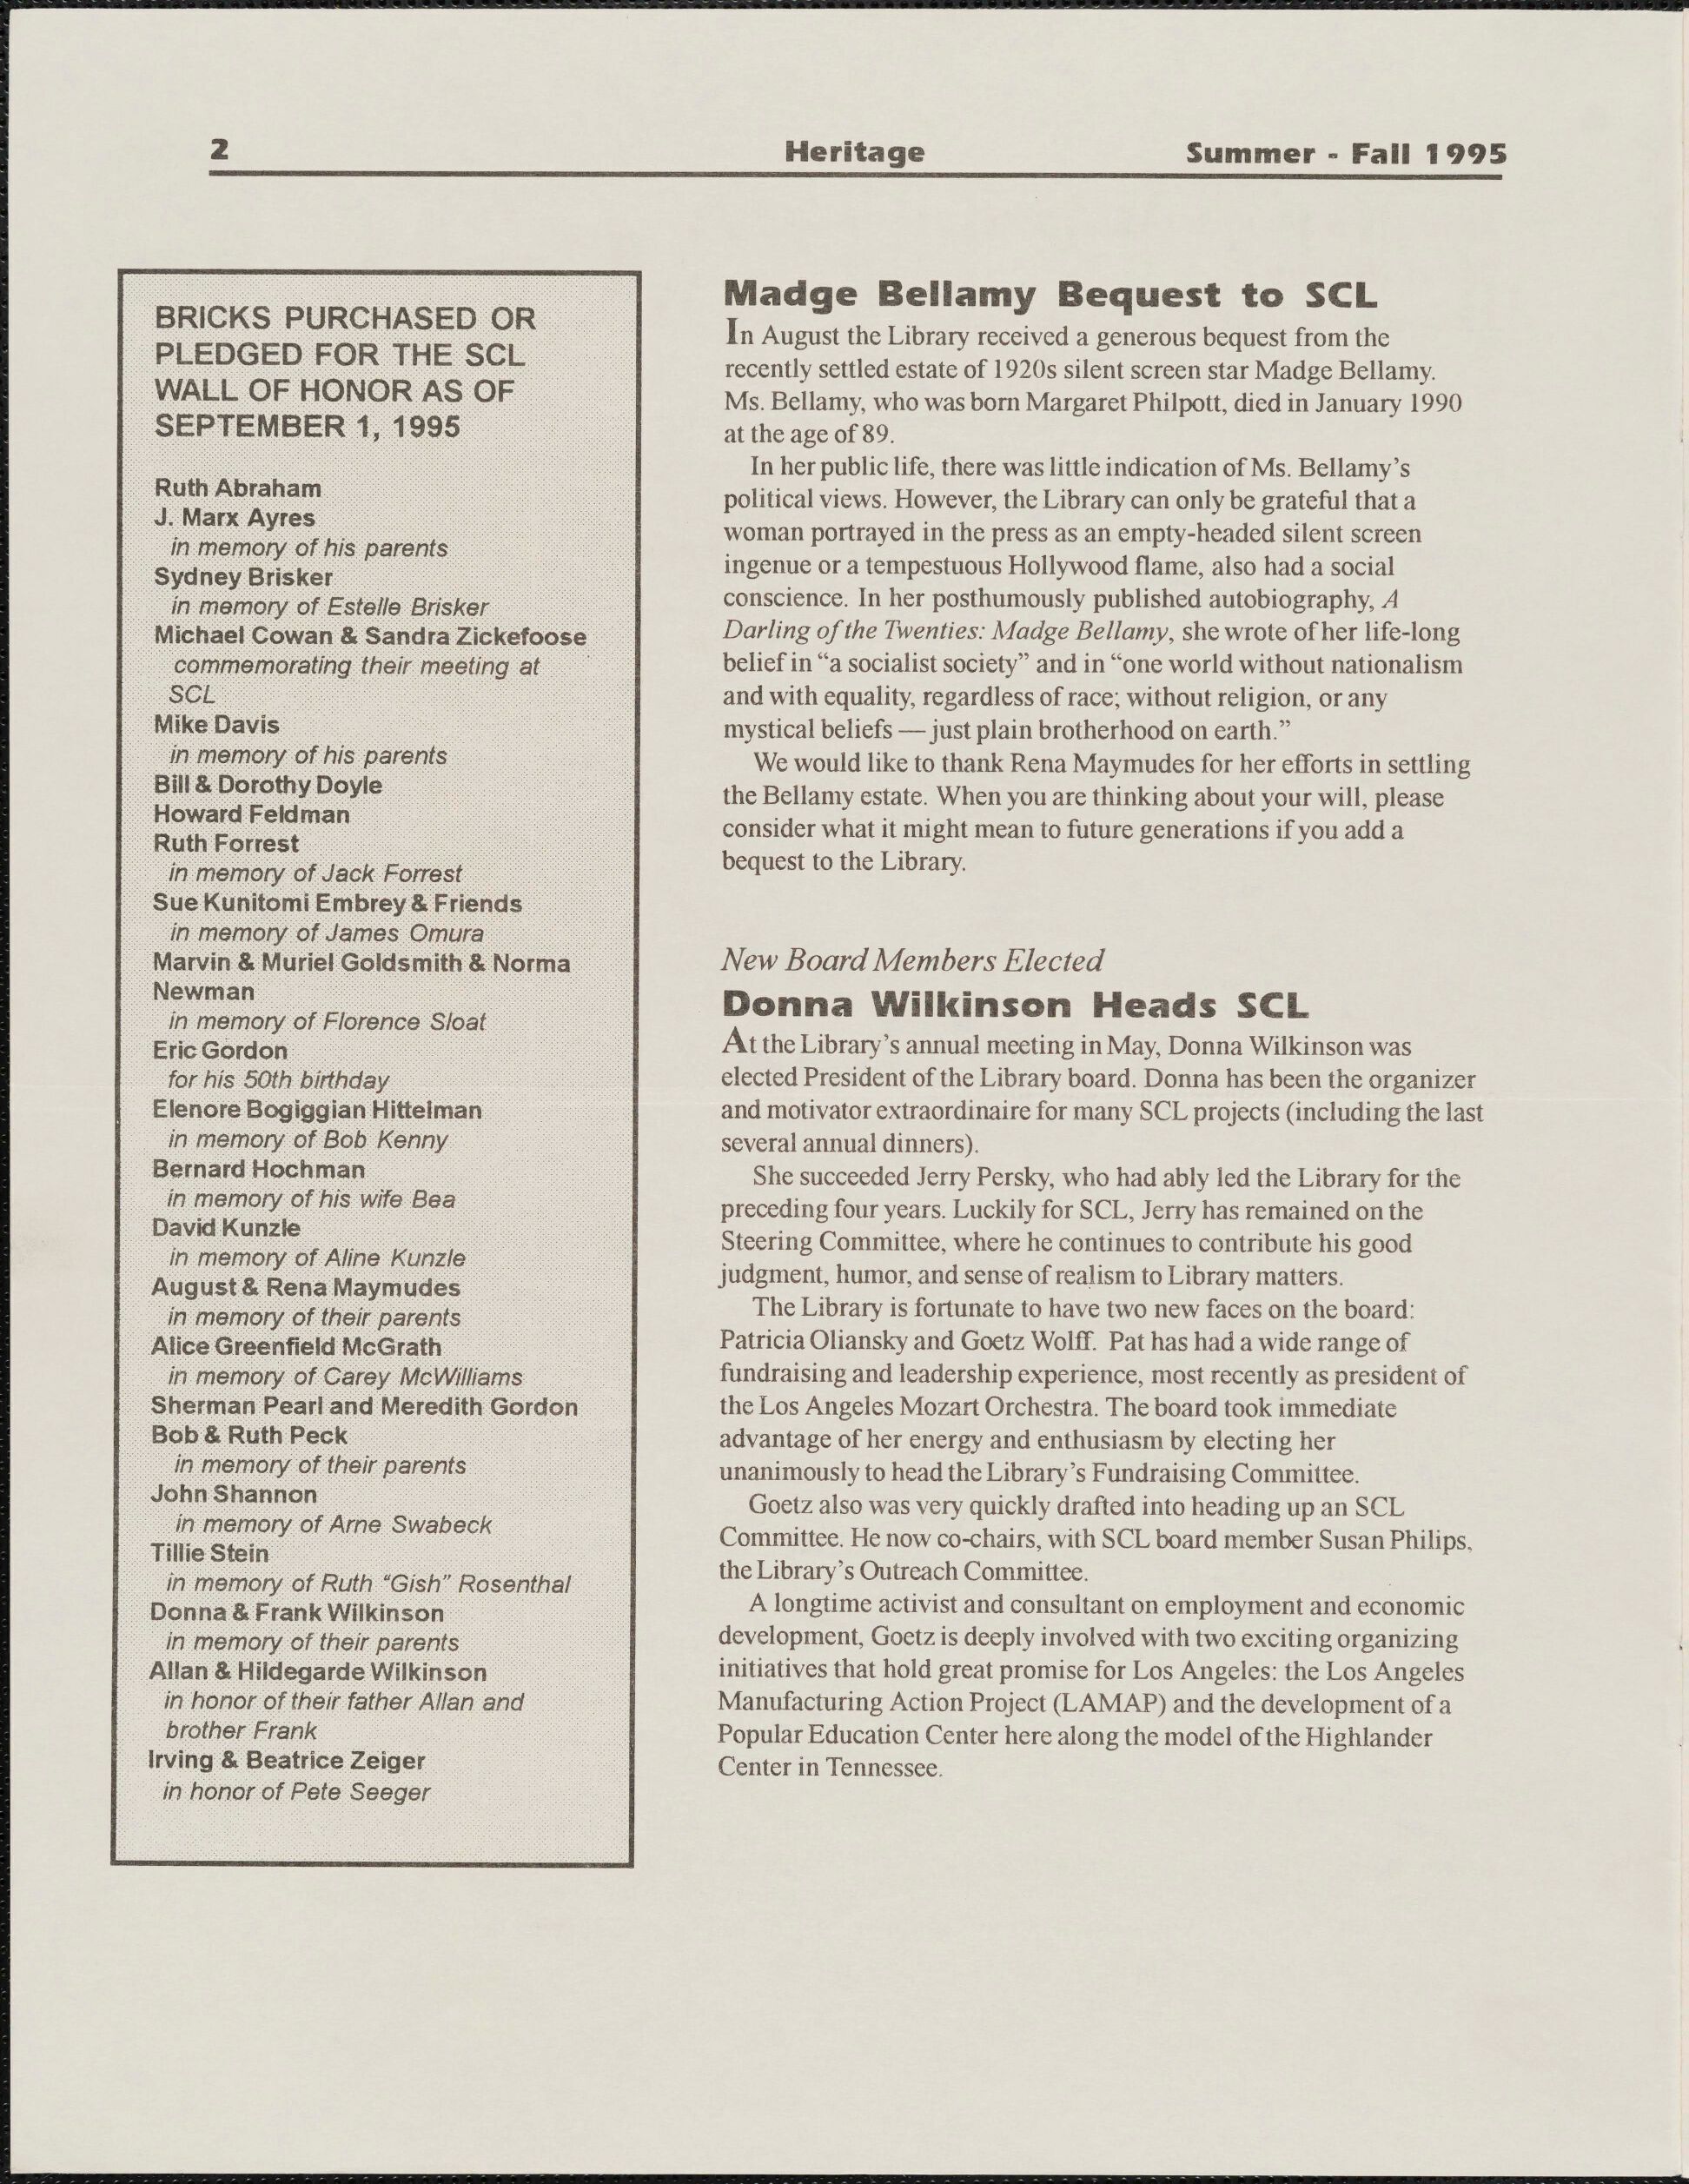 2 Heritage Summer - Fall 1995
BRICKS PURCHASED OR
PLEDGED FOR THE SCL
WALL OF HONOR AS OF
SEPTEMBER 1, 1995
Ruth Abraham
J. Marx Ayres
in memory of his parents
Sydney Brisker
in memory of Estelle Brisker
Michael Cowan & Sandra Zickefoose
commemorating their meeting at
SCL
Mike Davis
in memory of his parents
Bill & Dorothy Doyle
Howard Feldman
Ruth Forrest
in memory of Jack Forrest
Sue Kunitomi Embrey & Friends
in memory of James Omura
Marvin & Muriel Goldsmith & Norma
Newman
in memory of Florence Sloat
Eric Gordon
for his 50th birthday
Elenore Bogiggian Hittelman
in memory of Bob Kenny
Bernard Hochman
in memory of his wife Bea
David Kunzle
in memory of Aline Kunzle
August & Rena Maymudes
in memory of their parents
Alice Greenfield McGrath
in memory of Carey McWilliams
Sherman Pearl and Meredith Gordon
Bob & Ruth Peck
in memory of their parents
John Shannon
in memory of Arne Swabeck
Tillie Stein
in memory of Ruth “Gish” Rosenthal
Donna & Frank Wilkinson
in memory of their parents
Allan & Hildegarde Wilkinson
in honor of their father Allan and
brother Frank
Irving & Beatrice Zeiger
in honor of Pete Seeger
Madge Bellamy Bequest to SCL
In August the Library received a generous bequest from the
recently settled estate of 1920s silent screen star Madge Bellamy.
Ms. Bellamy, who was born Margaret Philpott, died in January 1990
at the age of 89.
In her public life, there was little indication of Ms. Bellamy’s
political views. However, the Library can only be grateful that a
woman portrayed in the press as an empty-headed silent screen
ingenue or a tempestuous Hollywood flame, also had a social
conscience. In her posthumously published autobiography, A
Darling of the Twenties: Madge Bellamy, she wrote of her life-long
belief in “a socialist society” and in “one world without nationalism
and with equality, regardless of race; without religion, or any
mystical beliefs — just plain brotherhood on earth.”
We would like to thank Rena Maymudes for her efforts in settling
the Bellamy estate. When you are thinking about your will, please
consider what it might mean to future generations if you add a
bequest to the Library.
New Board Members Elected
Donna Wilkinson Heads SCL
At the Library’s annual meeting in May, Donna Wilkinson was
elected President of the Library board. Donna has been the organizer
and motivator extraordinaire for many SCL projects (including the last
several annual dinners).
She succeeded Jerry Persky, who had ably led the Library for the
preceding four years. Luckily for SCL, Jerry has remained on the
Steering Committee, where he continues to contribute his good
judgment, humor, and sense of realism to Library matters.
The Library is fortunate to have two new faces on the board:
Patricia Oliansky and Goetz Wolff. Pat has had a wide range of
fundraising and leadership experience, most recently as president of
the Los Angeles Mozart Orchestra. The board took immediate
advantage of her energy and enthusiasm by electing her
unanimously to head the Library’s Fundraising Committee.
Goetz also was very quickly drafted into heading up an SCL
Committee. He now co-chairs, with SCL board member Susan Philips,
the Library’s Outreach Committee.
A longtime activist and consultant on employment and economic
development, Goetz is deeply involved with two exciting organizing
initiatives that hold great promise for Los Angeles: the Los Angeles
Manufacturing Action Project (LAMAP) and the development of a
Popular Education Center here along the model of the Highlander
Center in Tennessee.